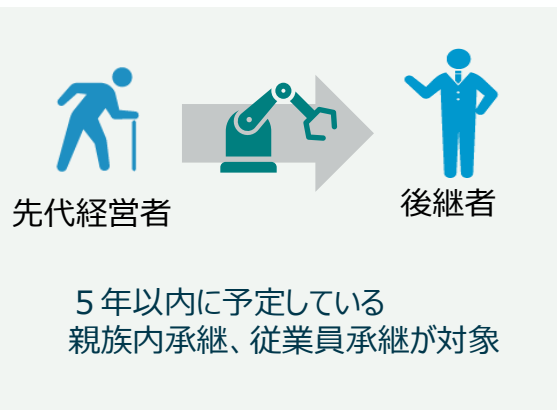 先代経営者
後継者
５年以内に予定している
親族内承継、従業員承継が対象